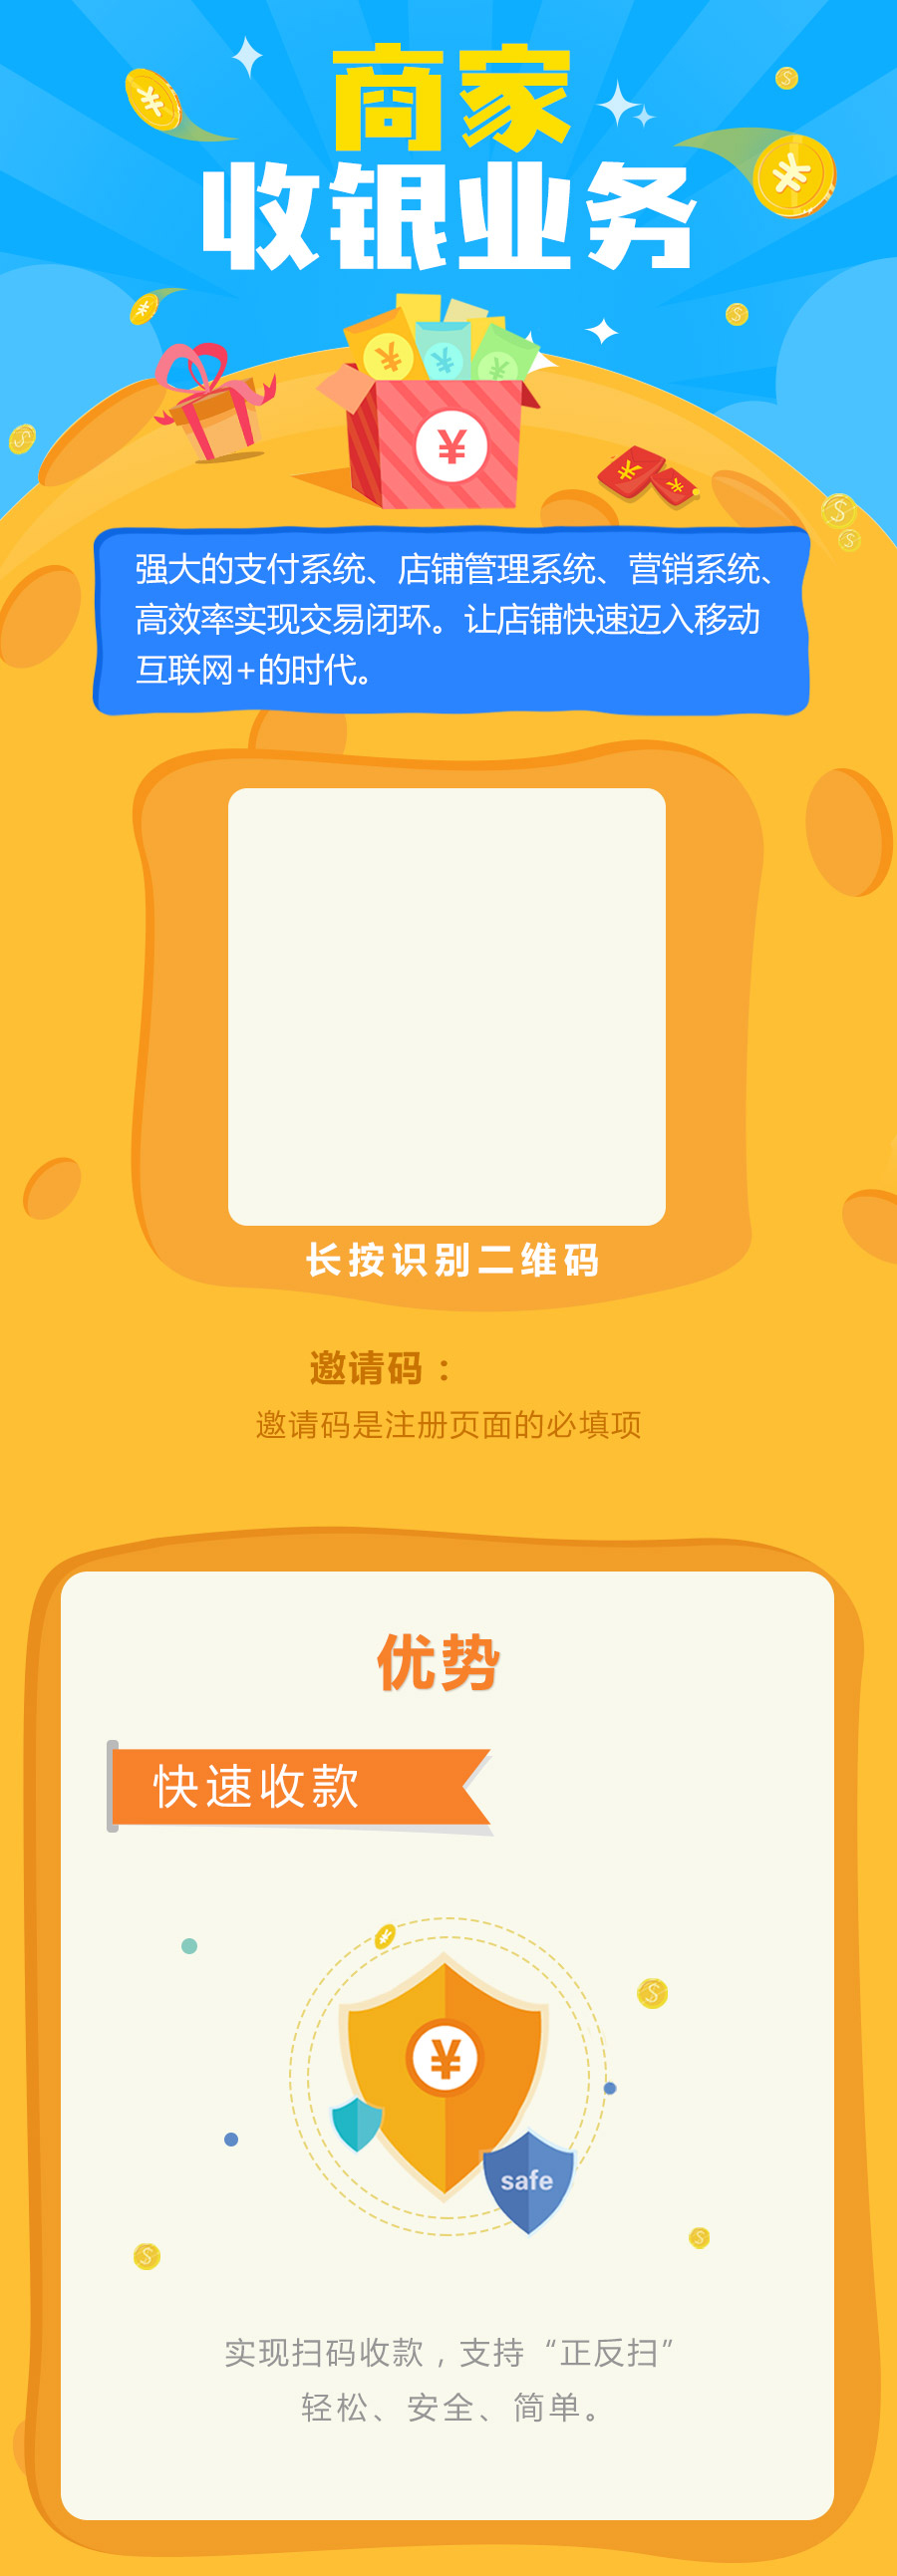 商家
收银业务
¥
强大的支付系统、店铺管理系统、营销系统、
高效率实现交易闭环。让店铺快速迈入移动
互联网+的时代。
长按识别二维码
邀请码：
邀请码是注册页面的必填项
优势
快速收款
¥
safe
实现扫码收款，支持“正反扫”
轻松、安全、简单。